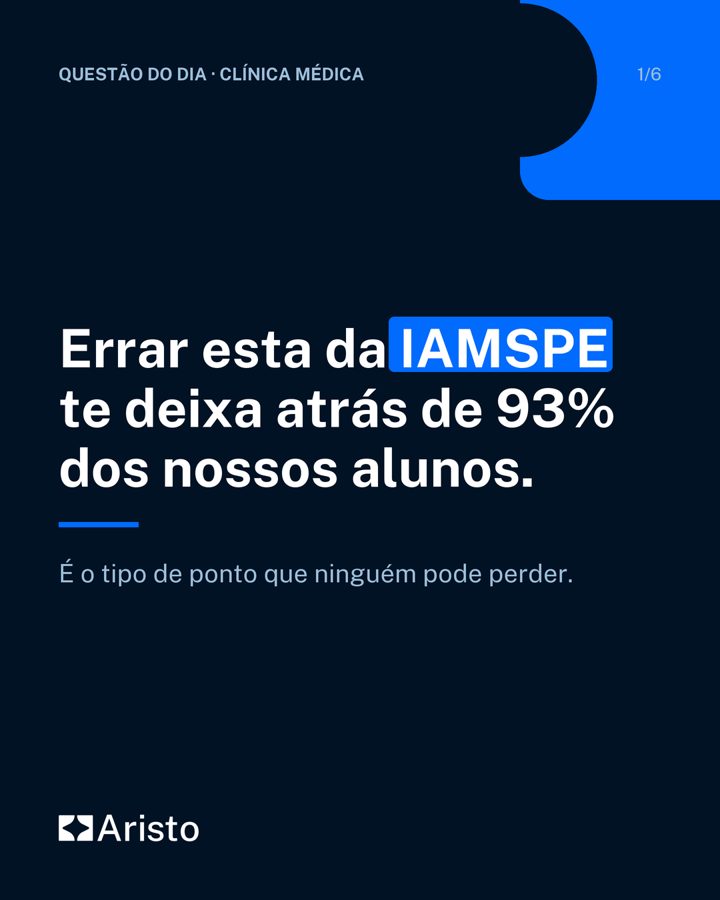 QUESTÃO DO DIA · CLÍNICA MÉDICA
1/6
Errar esta da IAMSPE
te deixa atrás de 93%
dos nossos alunos.
É o tipo de ponto que ninguém pode perder.
Aristo